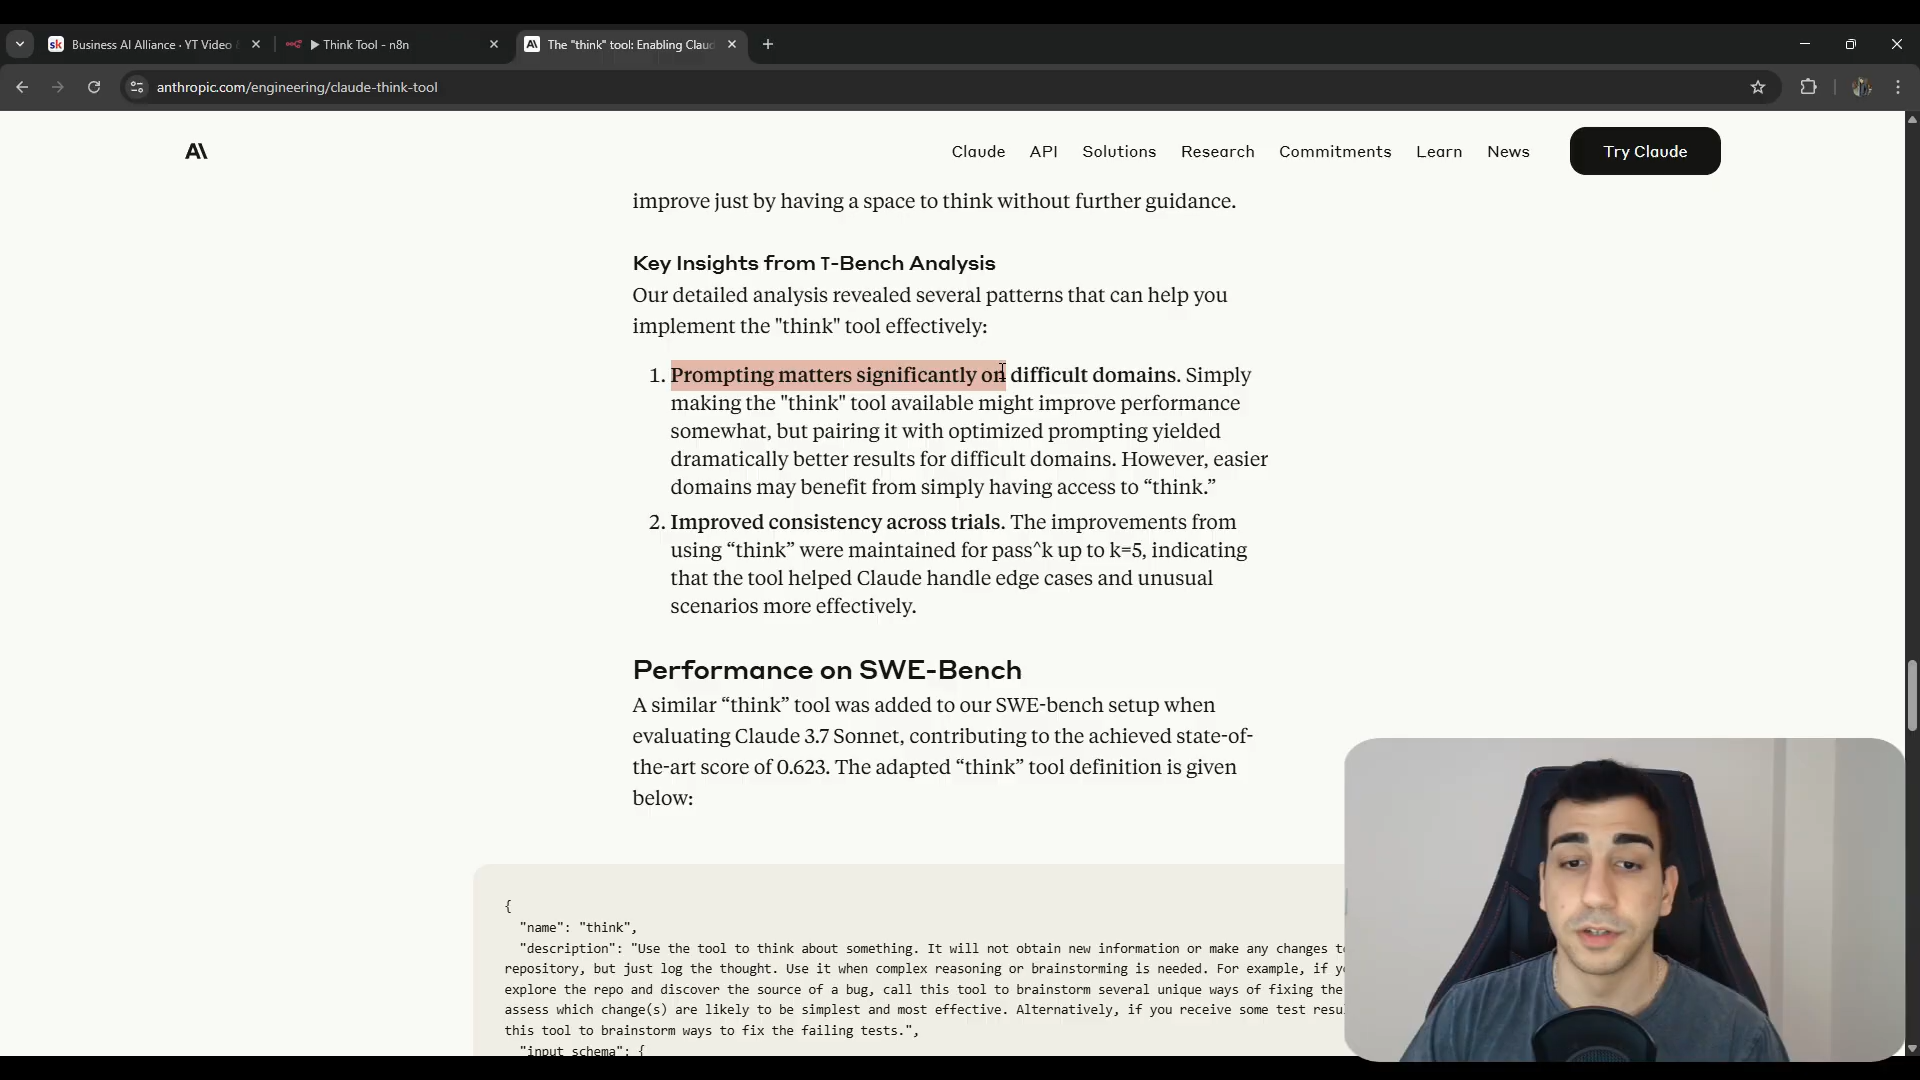 sk Business AI Alliance · YT Video
▶ Think Tool - n8n
The "think" tool: Enabling Clau
anthropic.com/engineering/claude-think-tool
Claude API Solutions Research Commitments Learn News Try Claude
improve just by having a space to think without further guidance.
Key Insights from τ-Bench Analysis
Our detailed analysis revealed several patterns that can help you
implement the "think" tool effectively:
1. Prompting matters significantly on difficult domains. Simply
making the "think" tool available might improve performance
somewhat, but pairing it with optimized prompting yielded
dramatically better results for difficult domains. However, easier
domains may benefit from simply having access to “think.”
2. Improved consistency across trials. The improvements from
using “think” were maintained for pass^k up to k=5, indicating
that the tool helped Claude handle edge cases and unusual
scenarios more effectively.
Performance on SWE-Bench
A similar “think” tool was added to our SWE-bench setup when
evaluating Claude 3.7 Sonnet, contributing to the achieved state-of-
the-art score of 0.623. The adapted “think” tool definition is given
below:
{
"name": "think",
"description": "Use the tool to think about something. It will not obtain new information or make any changes to
repository, but just log the thought. Use it when complex reasoning or brainstorming is needed. For example, if
explore the repo and discover the source of a bug, call this tool to brainstorm several unique ways of fixing the
assess which change(s) are likely to be simplest and most effective. Alternatively, if you receive some test
this tool to brainstorm ways to fix the failing tests.",
"input_schema": {